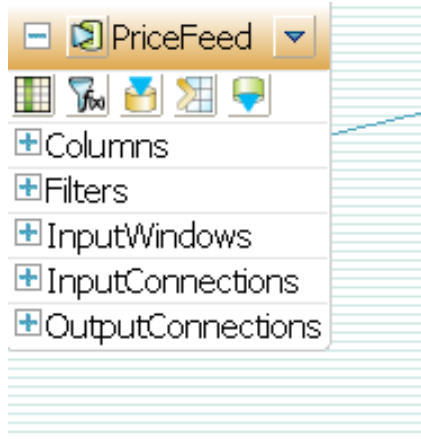 PriceFeed
f(x)
Columns
Filters
InputWindows
InputConnections
OutputConnections